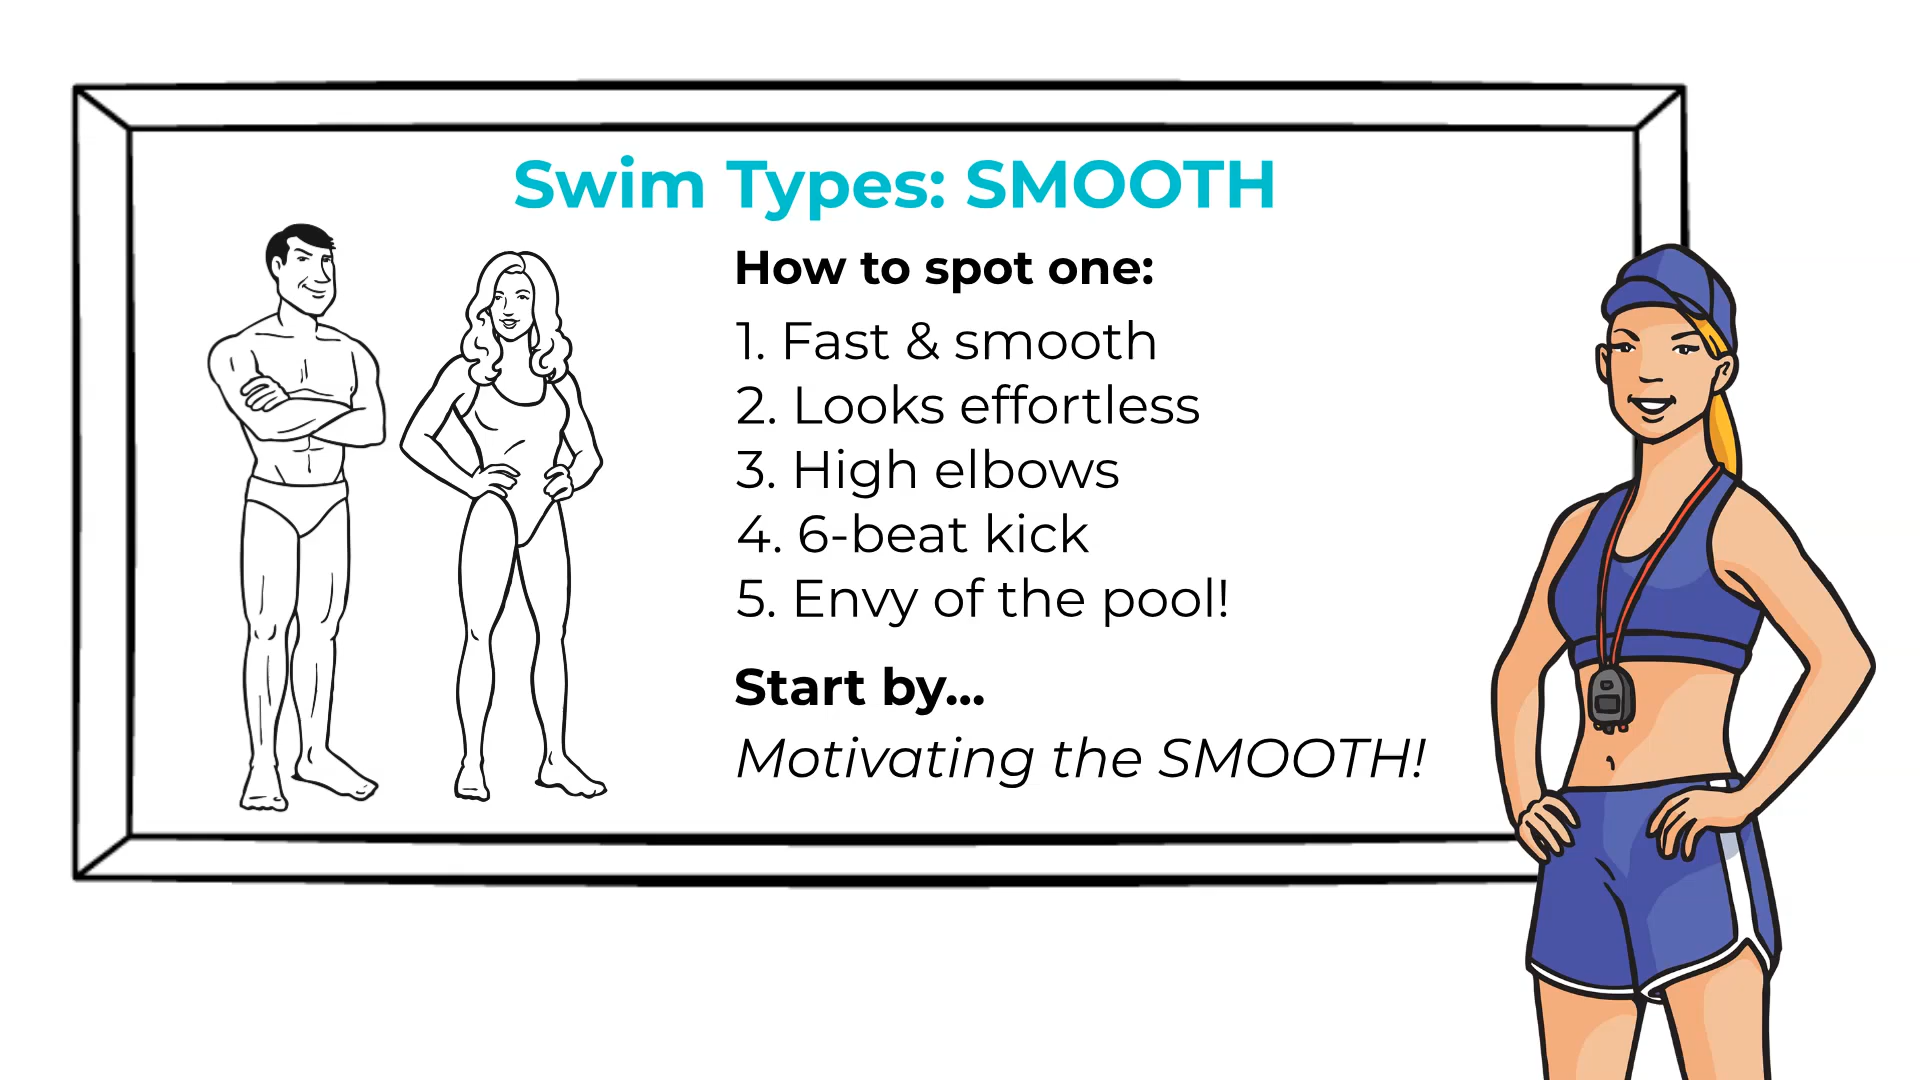 Swim Types: SMOOTH
How to spot one:
1. Fast & smooth
2. Looks effortless
3. High elbows
4. 6-beat kick
5. Envy of the pool!
Start by...
Motivating the SMOOTH!